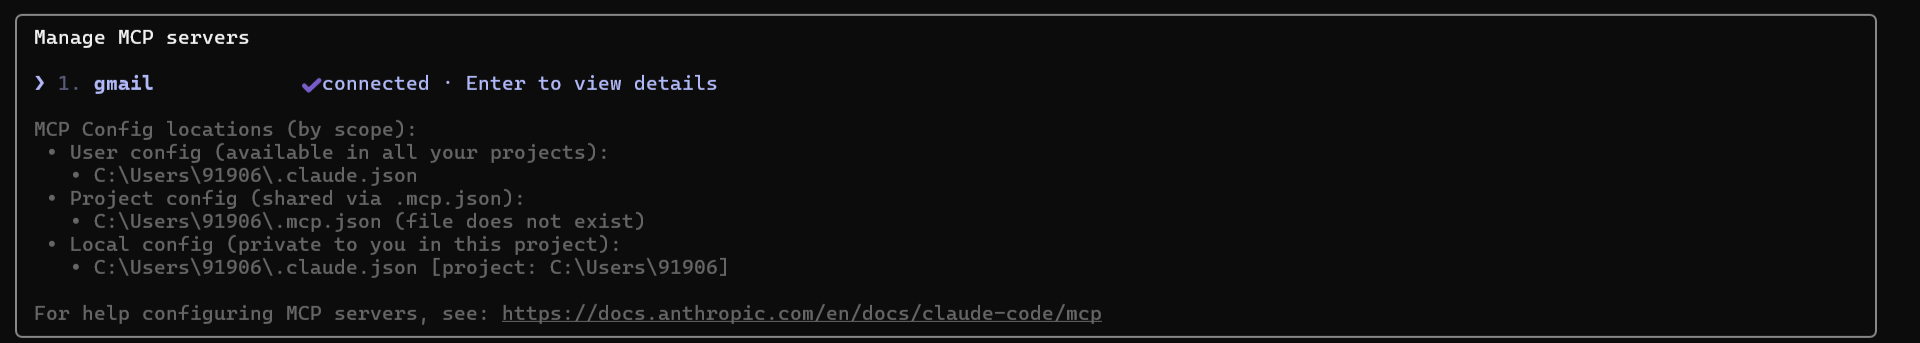 Manage MCP servers
❯ 1. gmail ✔connected · Enter to view details
MCP Config locations (by scope):
• User config (available in all your projects):
• C:\Users\91906\.claude.json
• Project config (shared via .mcp.json):
• C:\Users\91906\.mcp.json (file does not exist)
• Local config (private to you in this project):
• C:\Users\91906\.claude.json [project: C:\Users\91906]
For help configuring MCP servers, see: https://docs.anthropic.com/en/docs/claude-code/mcp